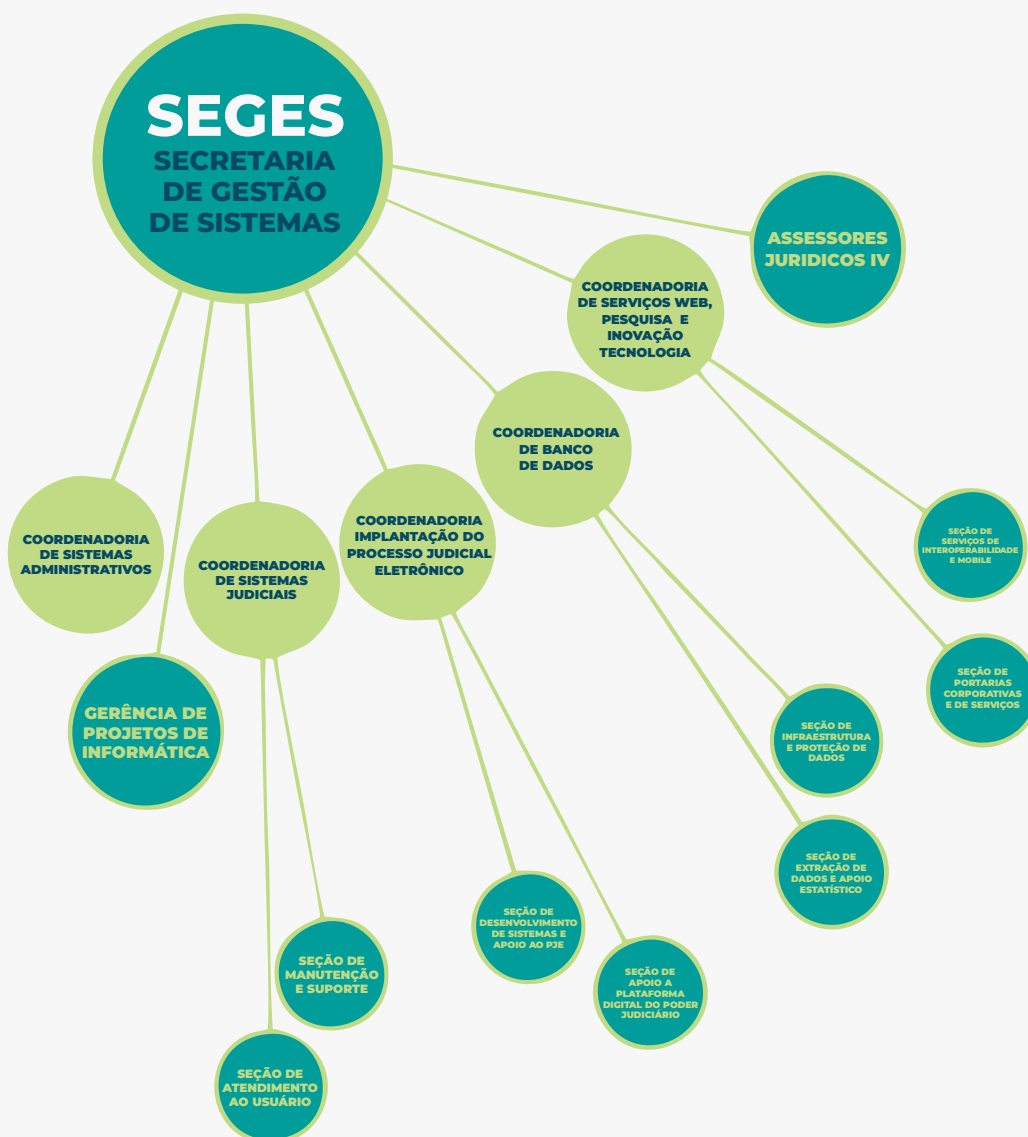 SEGES
SECRETARIA
DE GESTÃO
DE SISTEMAS
ASSESSORES
JURIDICOS IV
COORDENADORIA
DE SERVIÇOS WEB,
PESQUISA E
INOVAÇÃO
TECNOLOGIA
COORDENADORIA
DE BANCO
DE DADOS
COORDENADORIA
IMPLANTAÇÃO DO
PROCESSO JUDICIAL
ELETRÔNICO
COORDENADORIA
DE SISTEMAS
JUDICIAIS
COORDENADORIA
DE SISTEMAS
ADMINISTRATIVOS
GERÊNCIA DE
PROJETOS DE
INFORMÁTICA
SEÇÃO DE
SERVIÇOS DE
INTEROPERABILIDADE
E MOBILE
SEÇÃO DE
PORTARIAS
CORPORATIVAS
E DE SERVIÇOS
SEÇÃO DE
INFRAESTRUTURA
E PROTEÇÃO DE
DADOS
SEÇÃO DE
EXTRAÇÃO DE
DADOS E APOIO
ESTATÍSTICO
SEÇÃO DE
DESENVOLVIMENTO
DE SISTEMAS E
APOIO AO PJE
SEÇÃO DE
APOIO A
PLATAFORMA
DIGITAL DO PODER
JUDICIÁRIO
SEÇÃO DE
MANUTENÇÃO
E SUPORTE
SEÇÃO DE
ATENDIMENTO
AO USUÁRIO